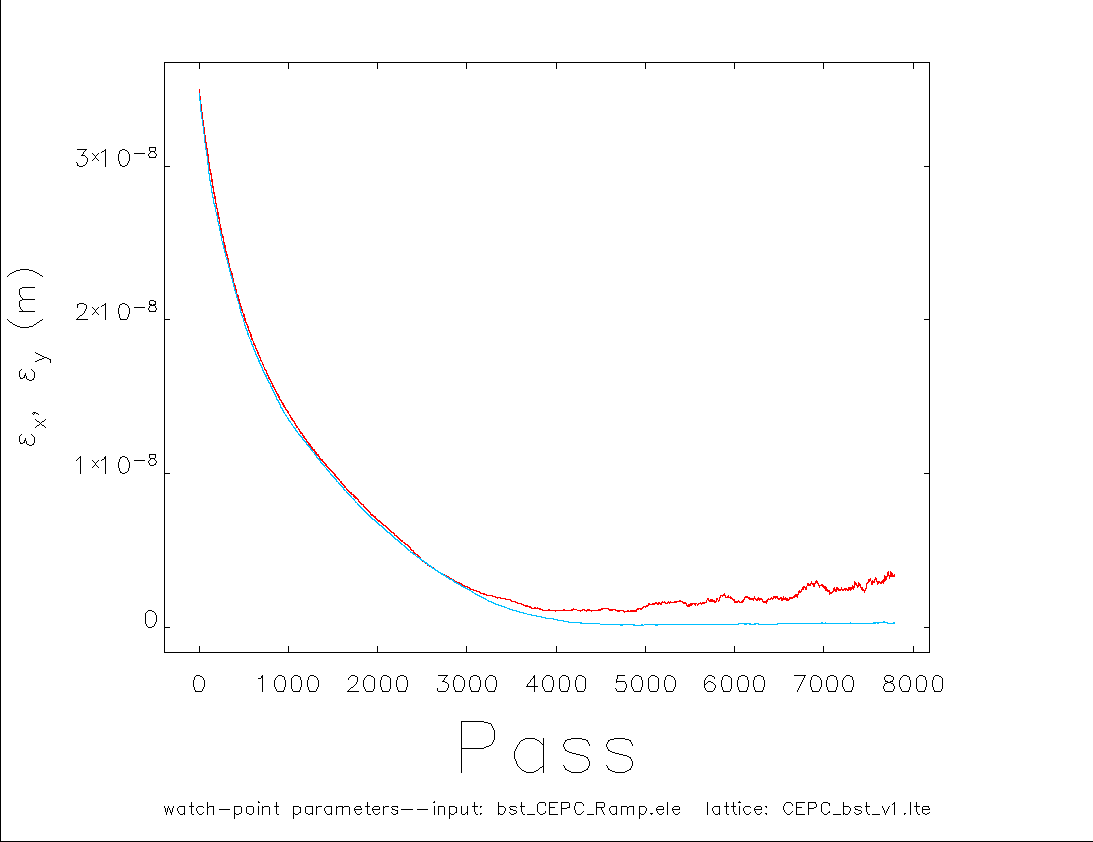 3×10⁻⁸
2×10⁻⁸
1×10⁻⁸
0
εx, εy (m)
0 1000 2000 3000 4000 5000 6000 7000 8000
Pass
watch-point parameters--input: bst_CEPC_Ramp.ele lattice: CEPC_bst_v1.lte